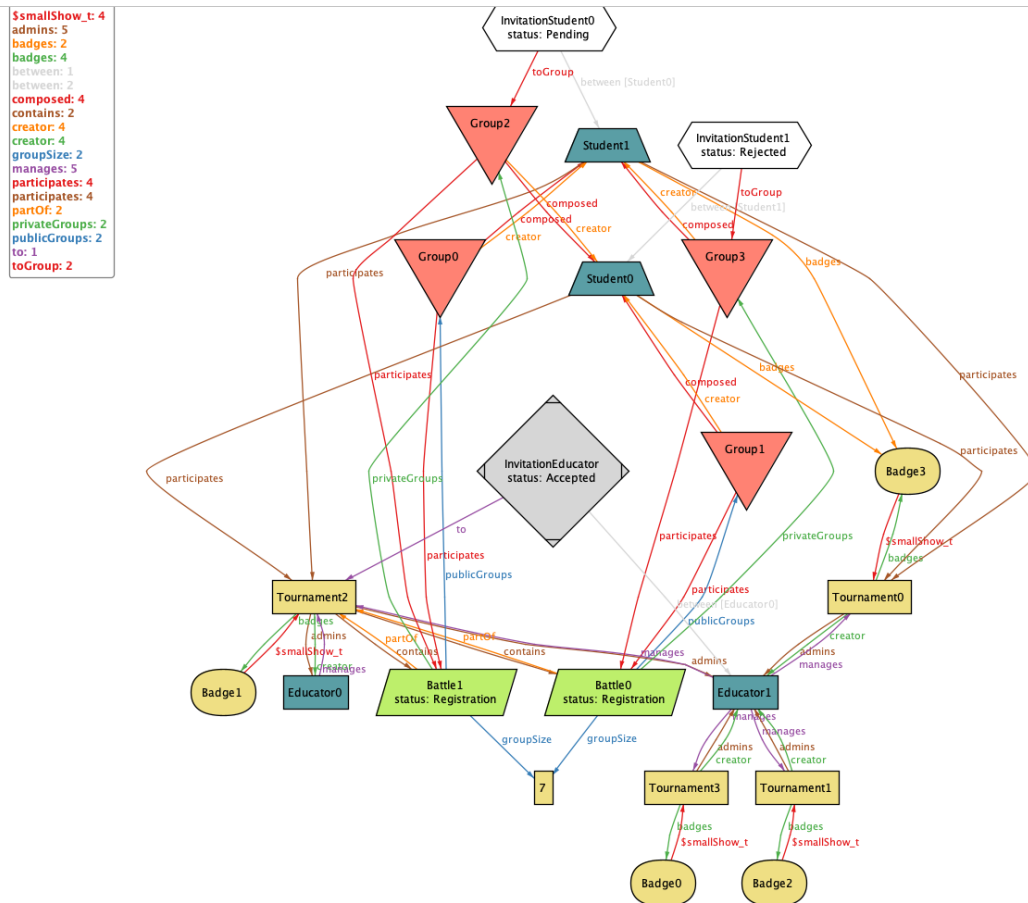 $smallShow_t: 4
admins: 5
badges: 2
badges: 4
between: 1
between: 2
composed: 4
contains: 2
creator: 4
creator: 4
groupSize: 2
manages: 5
participates: 4
participates: 4
partOf: 2
privateGroups: 2
publicGroups: 2
to: 1
toGroup: 2
InvitationStudent0
status: Pending
toGroup
between [Student0]
Group2
Student1
InvitationStudent1
status: Rejected
toGroup
creator
between [Student1]
composed
composed
creator
composed
creator
Group0
Group3
participates
Student0
badges
participates
composed
creator
badges
participates
Group1
InvitationEducator
status: Accepted
Badge3
participates
privateGroups
participates
to
participates
privateGroups
$smallShow_t
participates
badges
publicGroups
participates
between [Educator0]
publicGroups
Tournament2
Tournament0
badges
admins
partOf
partOf
creator
$smallShow_t
contains
contains
manages
admins
admins
manages
creator
manages
Badge1
Educator0
Battle1
status: Registration
Battle0
status: Registration
Educator1
manages
manages
groupSize
groupSize
admins
creator
admins
creator
7
Tournament3
Tournament1
badges
$smallShow_t
badges
$smallShow_t
Badge0
Badge2